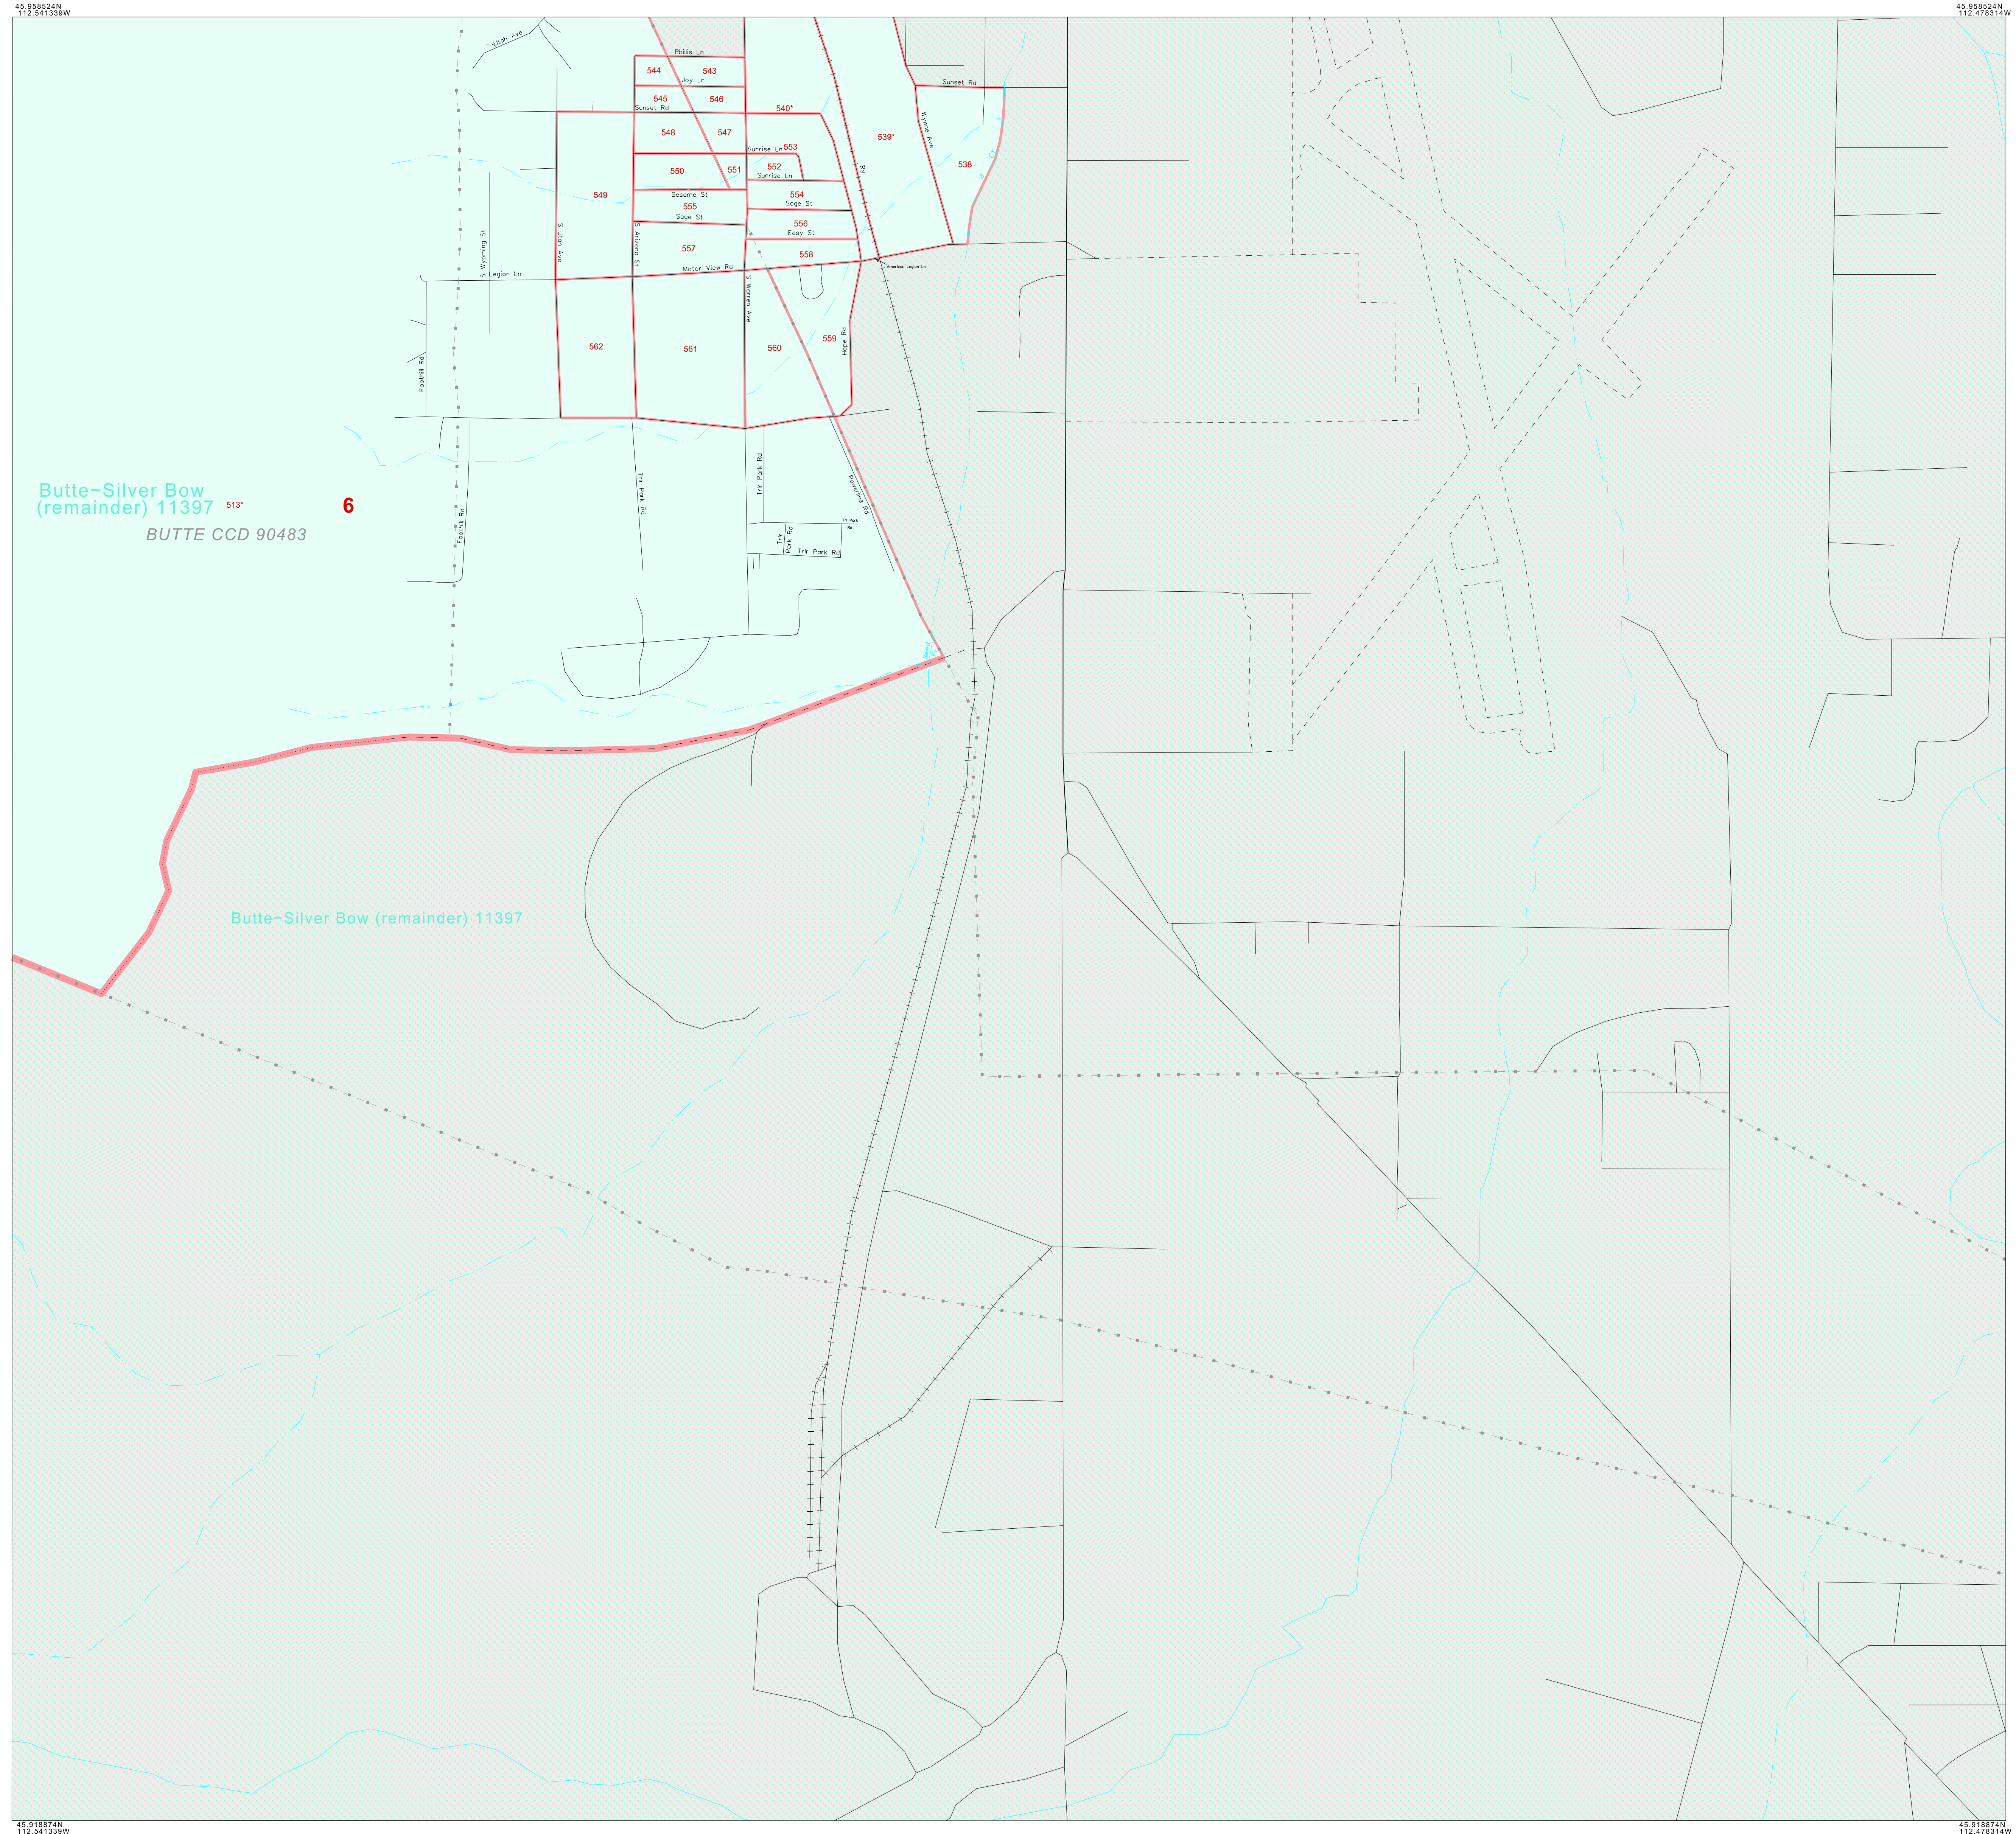 45.958524N
112.541339W
45.958524N
112.478314W
Utah Ave
Phillis Ln
544
543
Joy Ln
Sunset Rd
545
546
540*
Sunset Rd
548
547
553
539*
Wynne Ave
Sunrise Ln
550
551
552
Ry
538
Sunrise Ln
549
Sesame St
554
555
Sage St
Sage St
556
S Wyoming St
S Utah Ave
S Arizona St
Easy St
557
558
Motor View Rd
American Legion Ln
S Legion Ln
S Warren Ave
559
Hope Rd
562
561
560
Foothill Rd
Butte-Silver Bow
(remainder) 11397
513*
6
BUTTE CCD 90483
Foothill Rd
Trlr Park Rd
Trlr Park Rd
Powerline Rd
Trlr
Park Rd
Trlr Park Rd
Butte-Silver Bow (remainder) 11397
45.918874N
112.541339W
45.918874N
112.478314W